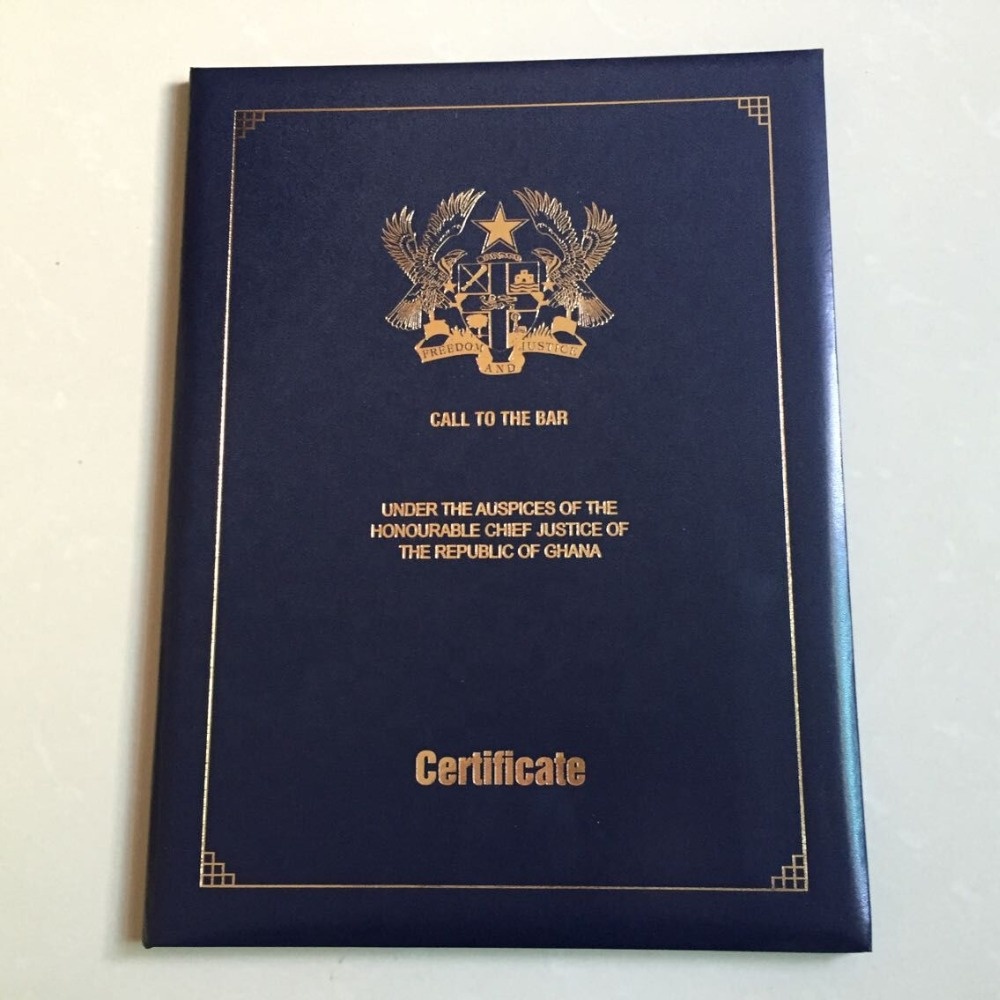 FREEDOM AND JUSTICE
CALL TO THE BAR
UNDER THE AUSPICES OF THE
HONOURABLE CHIEF JUSTICE OF
THE REPUBLIC OF GHANA
Certificate